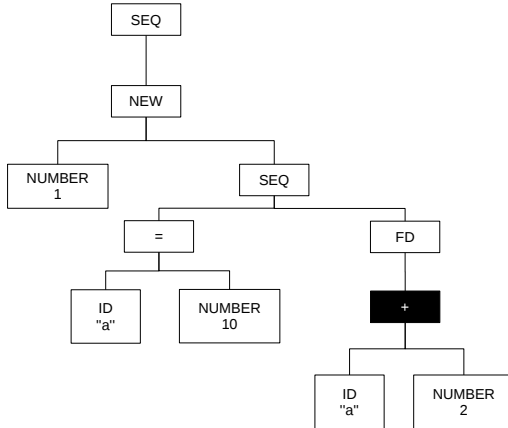 SEQ
NEW
NUMBER
1
SEQ
=
FD
ID
"a"
NUMBER
10
+
ID
"a"
NUMBER
2